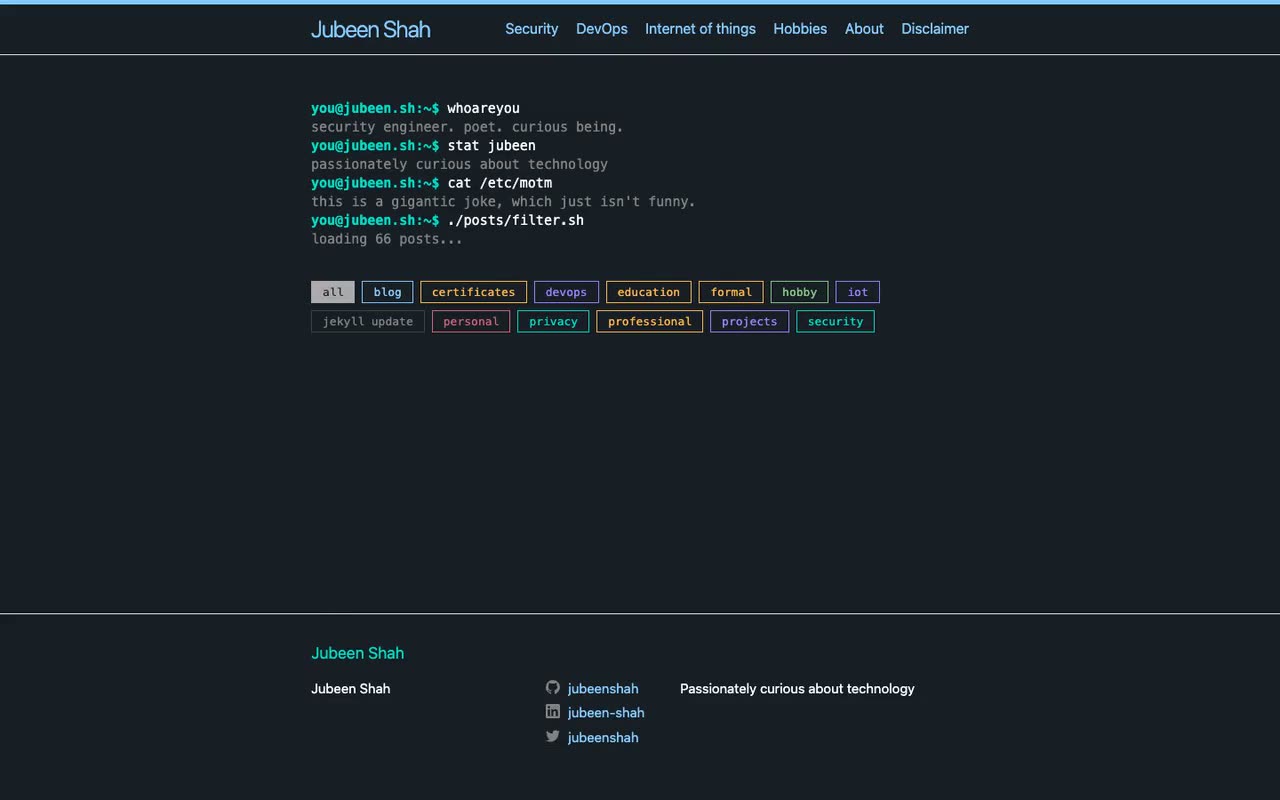 Jubeen Shah
Security DevOps Internet of things Hobbies About Disclaimer
you@jubeen.sh:~$ whoareyou
security engineer. poet. curious being.
you@jubeen.sh:~$ stat jubeen
passionately curious about technology
you@jubeen.sh:~$ cat /etc/motm
this is a gigantic joke, which just isn't funny.
you@jubeen.sh:~$ ./posts/filter.sh
loading 66 posts...
all blog certificates devops education formal hobby iot
jekyll update personal privacy professional projects security
Jubeen Shah
Jubeen Shah
jubeenshah
jubeen-shah
jubeenshah
Passionately curious about technology